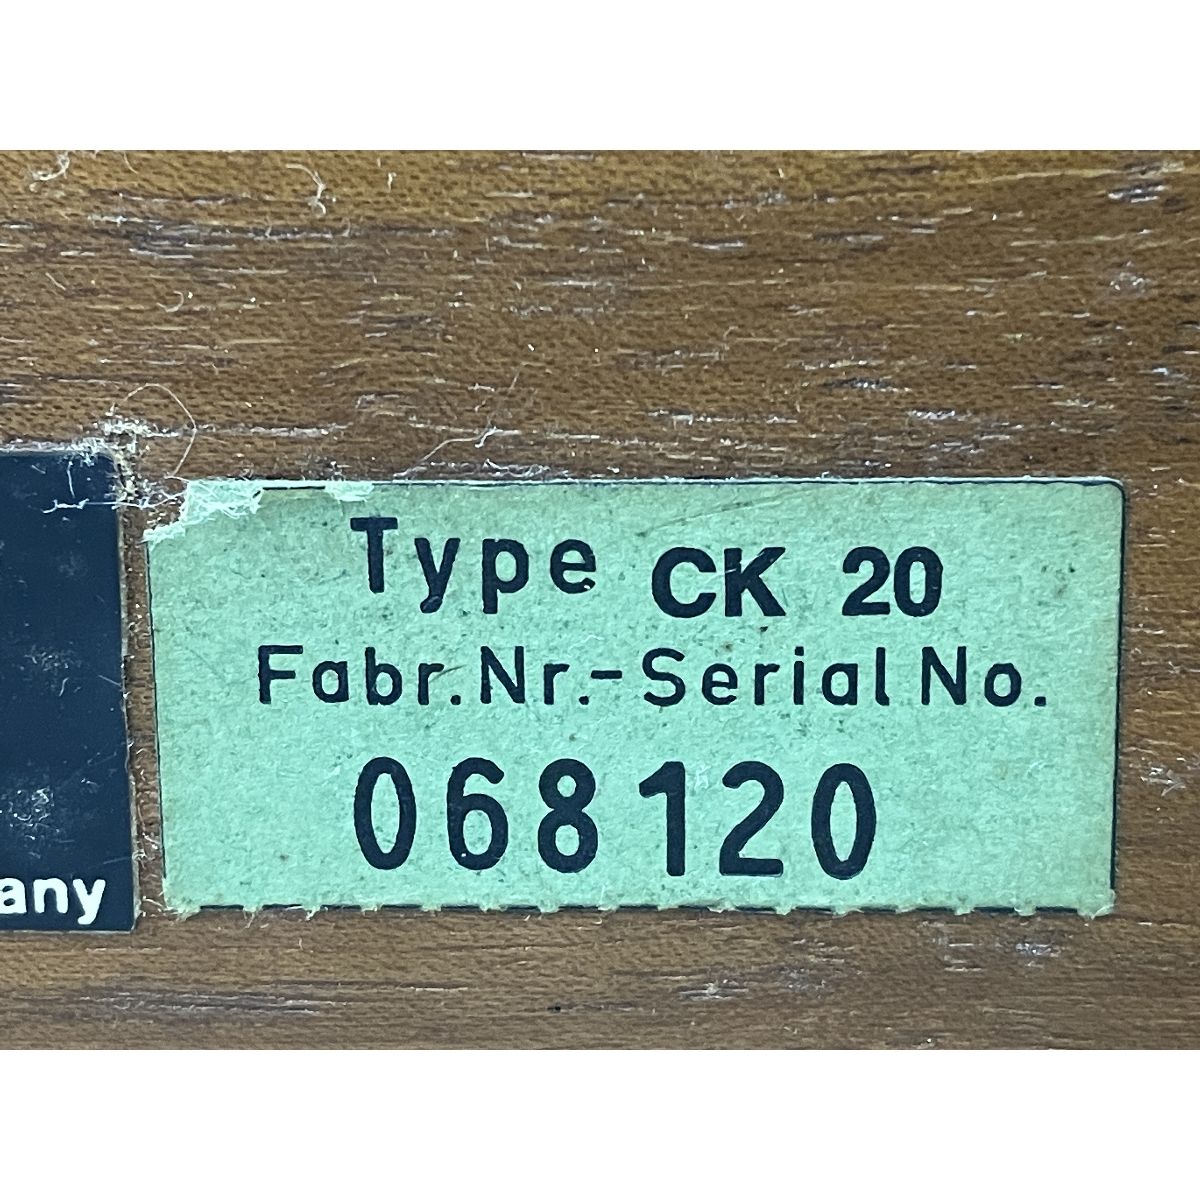 Type CK 20
Fabr.Nr.-Serial No.
068120
any